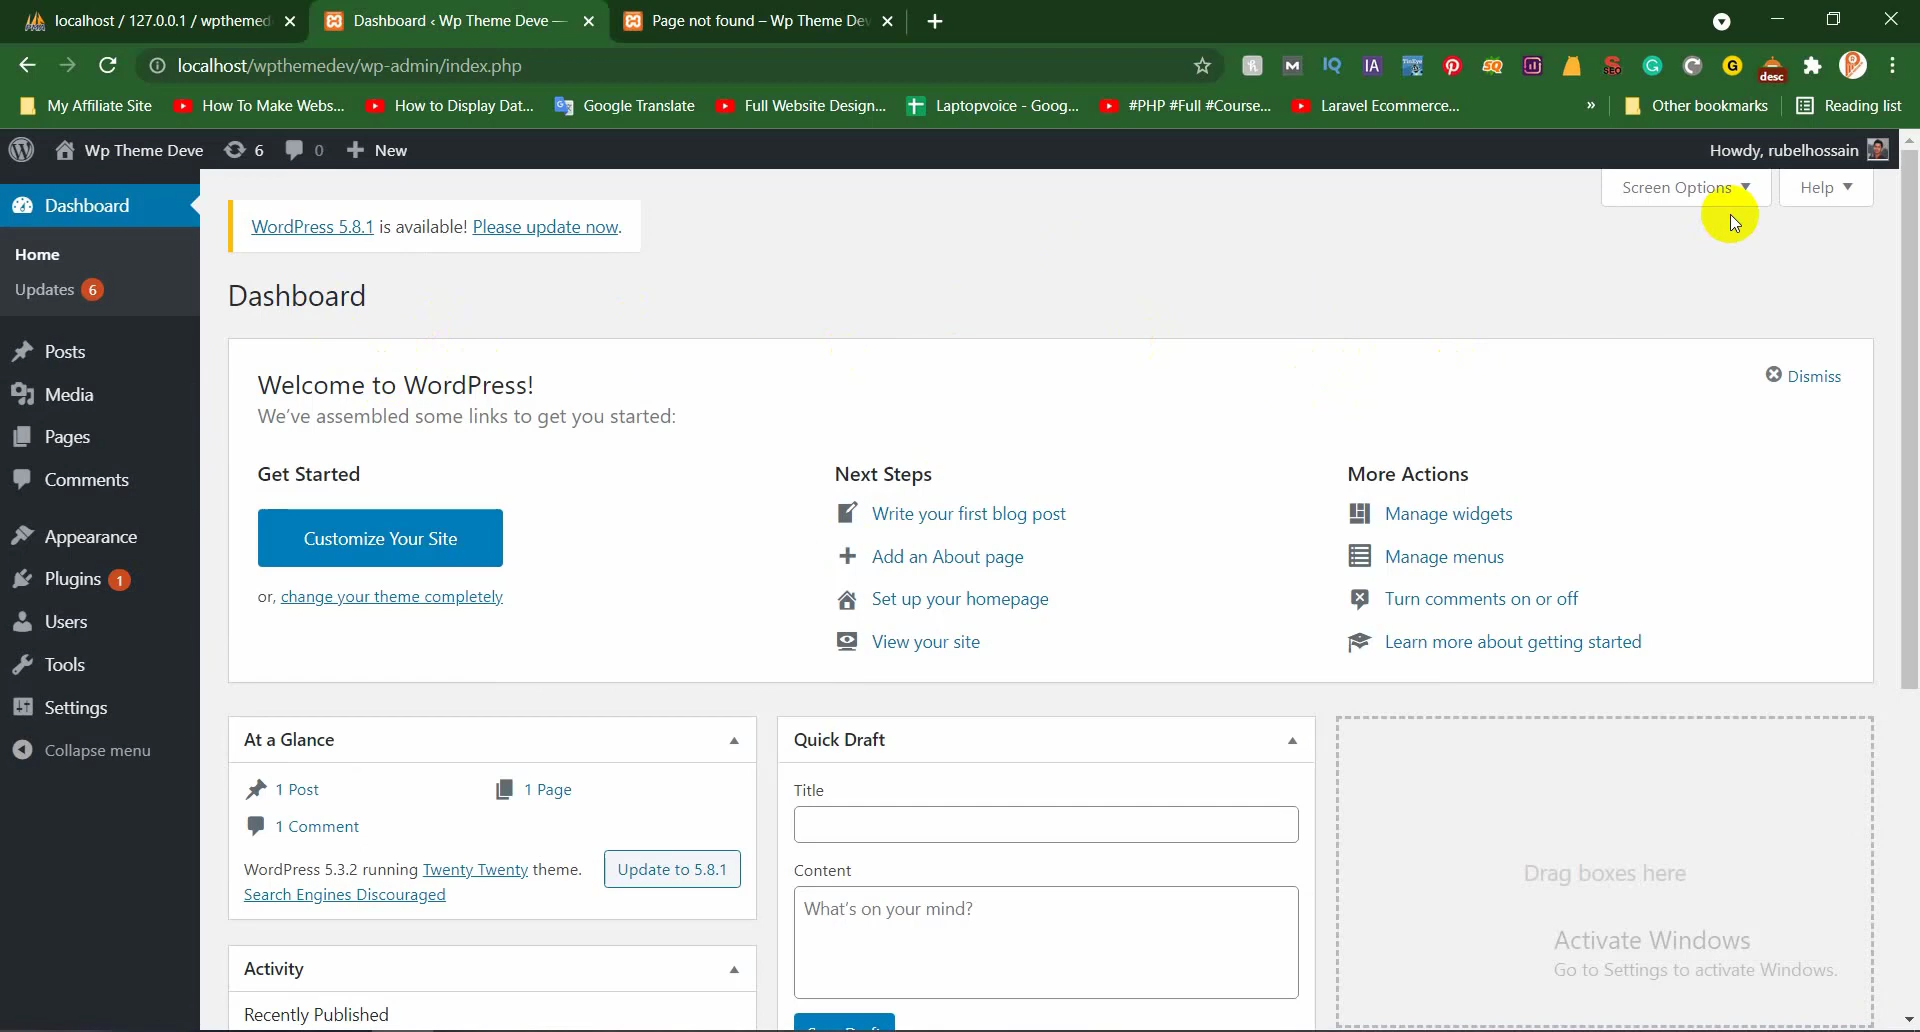 localhost / 127.0.0.1 / wpthemed
Dashboard ‹ Wp Theme Deve —
Page not found – Wp Theme Dev
localhost/wpthemedev/wp-admin/index.php
desc
My Affiliate Site
How To Make Webs...
How to Display Dat...
Google Translate
Full Website Design...
Laptopvoice - Goog...
#PHP #Full #Course...
Laravel Ecommerce...
»
Other bookmarks
Reading list
Wp Theme Deve
6
0
New
Howdy, rubelhossain
Screen Options
Help
Dashboard
Home
Updates 6
Posts
Media
Pages
Comments
Appearance
Plugins 1
Users
Tools
Settings
Collapse menu
WordPress 5.8.1 is available! Please update now.
Dashboard
Welcome to WordPress!
We've assembled some links to get you started:
Dismiss
Get Started
Customize Your Site
or, change your theme completely
Next Steps
Write your first blog post
Add an About page
Set up your homepage
View your site
More Actions
Manage widgets
Manage menus
Turn comments on or off
Learn more about getting started
At a Glance
1 Post
1 Page
1 Comment
WordPress 5.3.2 running Twenty Twenty theme.
Update to 5.8.1
Search Engines Discouraged
Activity
Recently Published
Quick Draft
Title
Content
What's on your mind?
Drag boxes here
Activate Windows
Go to Settings to activate Windows.